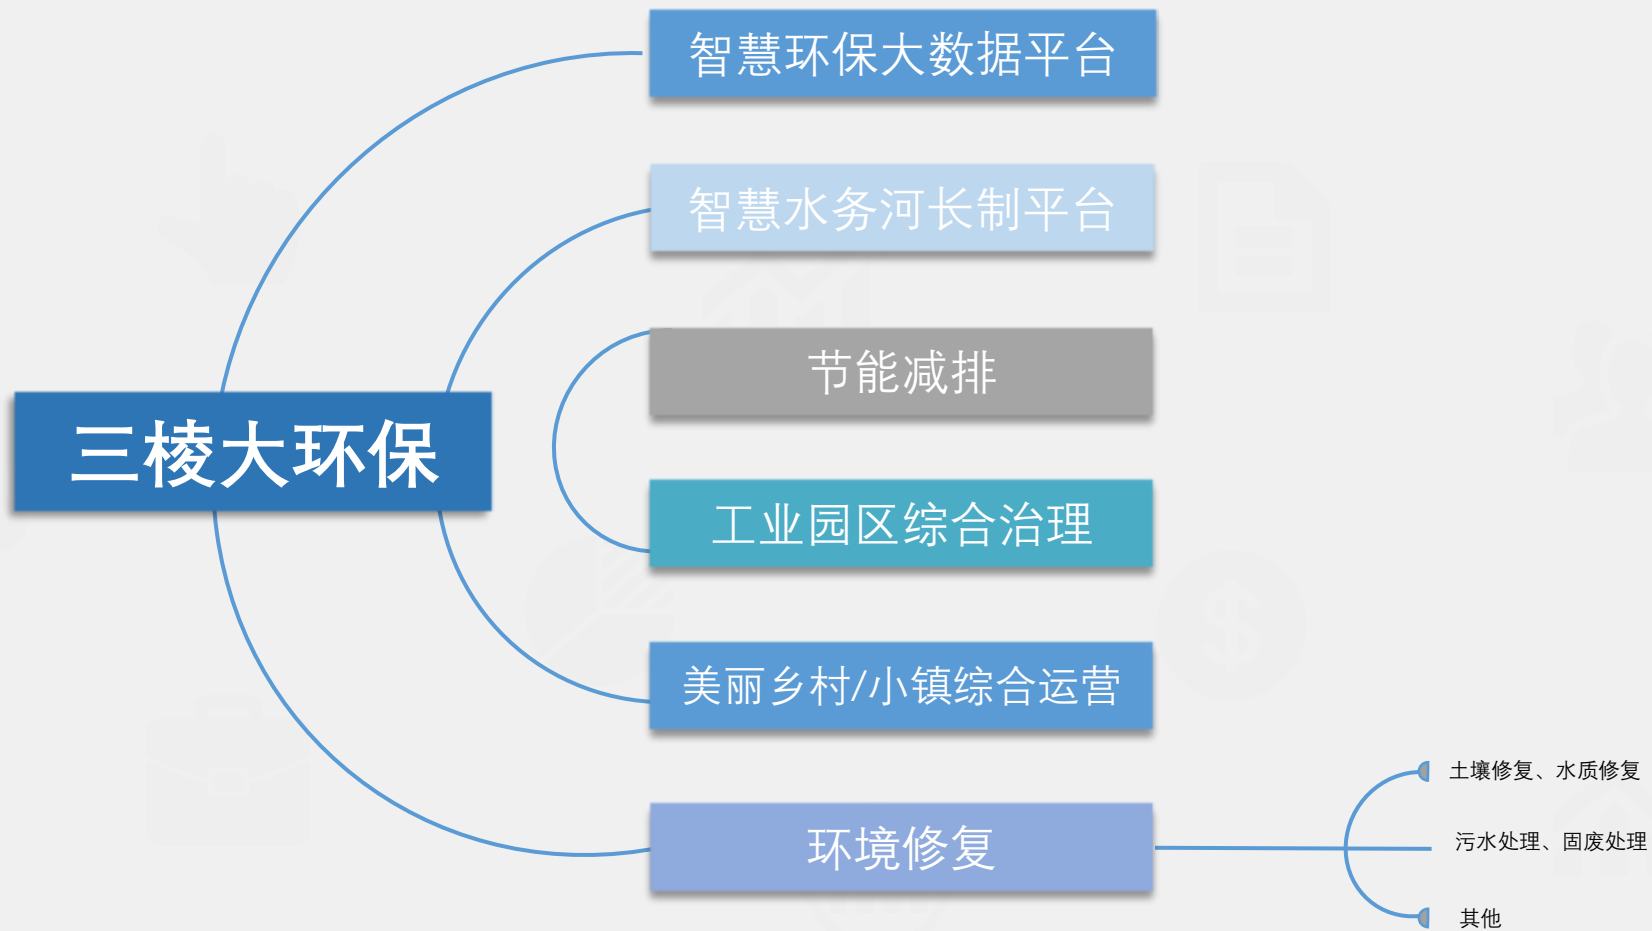 智慧环保大数据平台
智慧水务河长制平台
节能减排
三棱大环保
工业园区综合治理
美丽乡村/小镇综合运营
环境修复
土壤修复、水质修复
污水处理、固废处理
其他